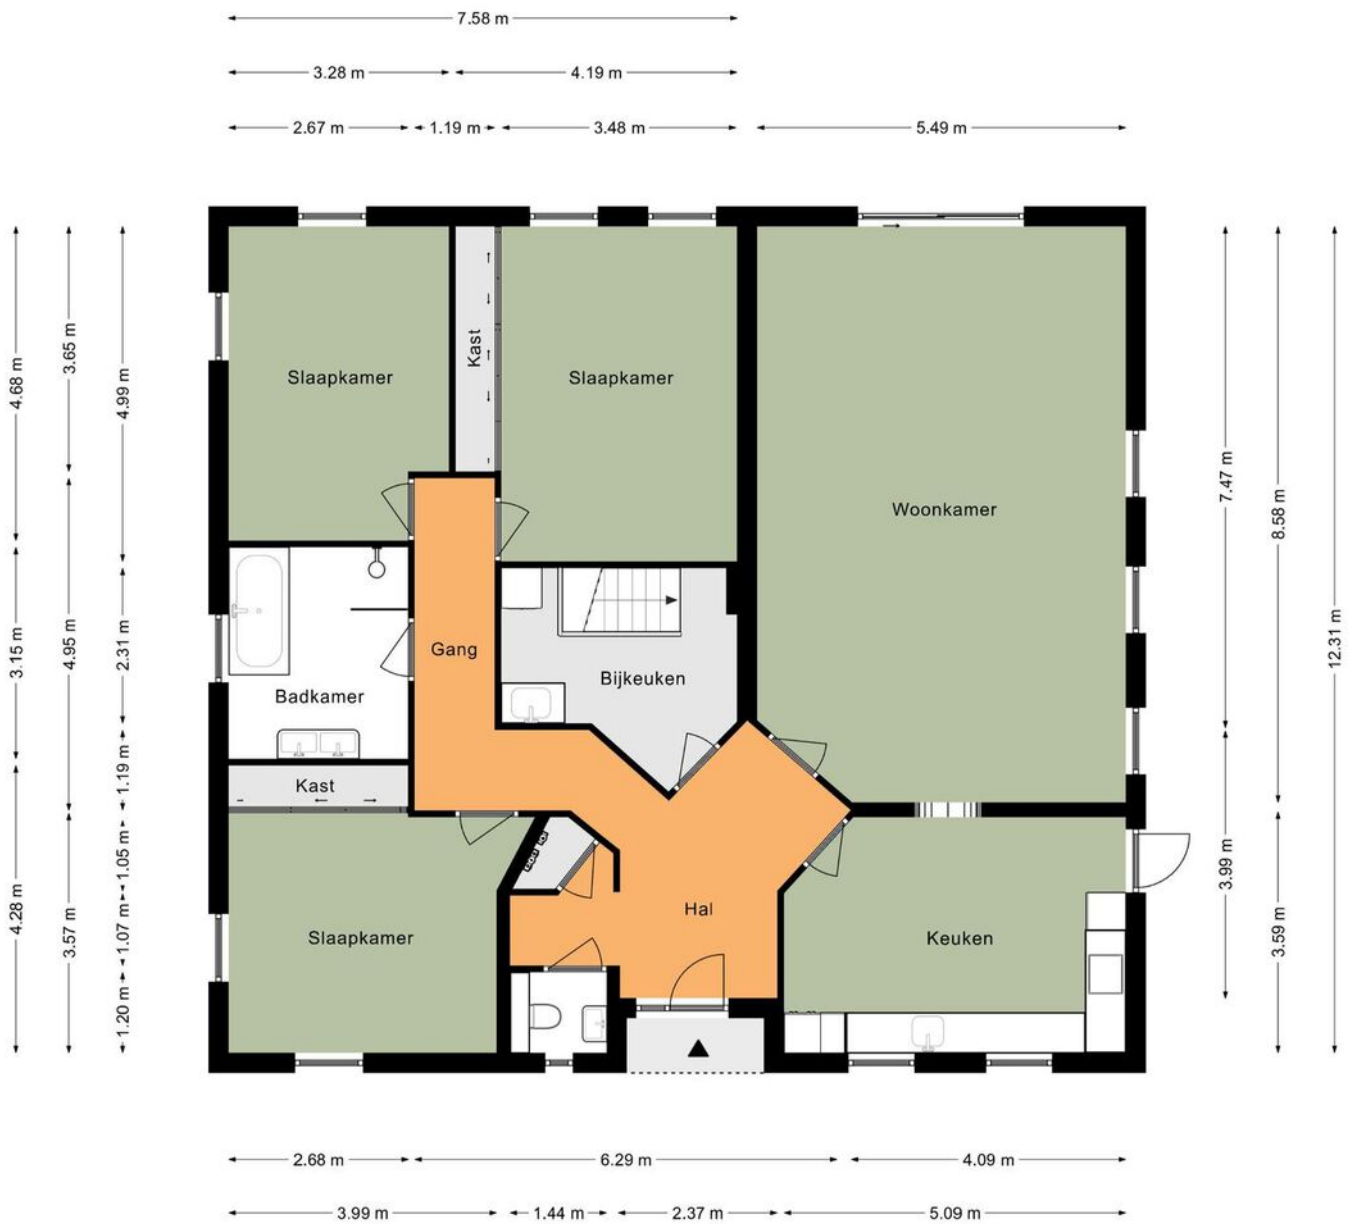 7.58 m
3.28 m
4.19 m
2.67 m
1.19 m
3.48 m
5.49 m
4.68 m
3.15 m
4.28 m
3.65 m
4.95 m
3.57 m
4.99 m
2.31 m
1.19 m
1.05 m
1.07 m
1.20 m
Slaapkamer
Kast
Slaapkamer
Woonkamer
Gang
Bijkeuken
Badkamer
Kast
Slaapkamer
Hal
Keuken
7.47 m
3.99 m
8.58 m
3.59 m
12.31 m
2.68 m
6.29 m
4.09 m
3.99 m
1.44 m
2.37 m
5.09 m